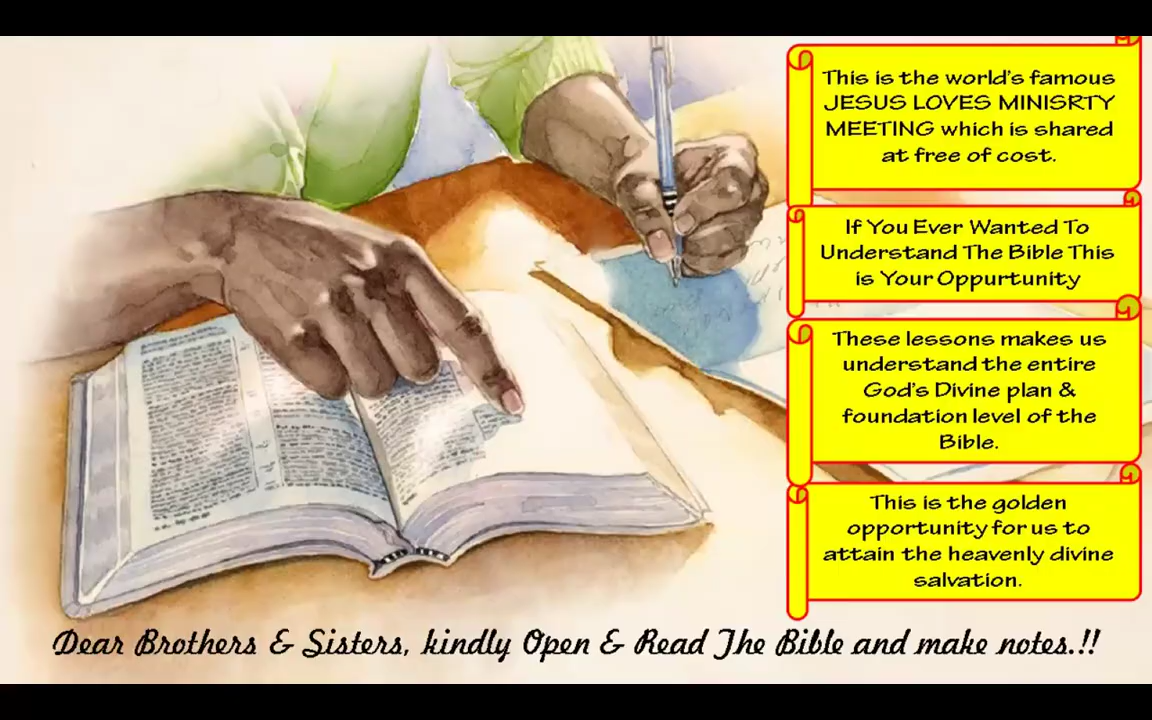 This is the world's famous
JESUS LOVES MINISRTY
MEETING which is shared
at free of cost.
If You Ever Wanted To
Understand The Bible This
is Your Oppurtunity
These lessons makes us
understand the entire
God's Divine plan &
foundation level of the
Bible.
This is the golden
opportunity for us to
attain the heavenly divine
salvation.
Dear Brothers & Sisters, kindly Open & Read The Bible and make notes.!!